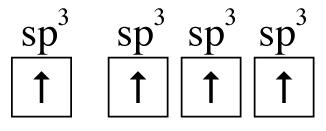 sp³ sp³ sp³ sp³
↑ ↑ ↑ ↑